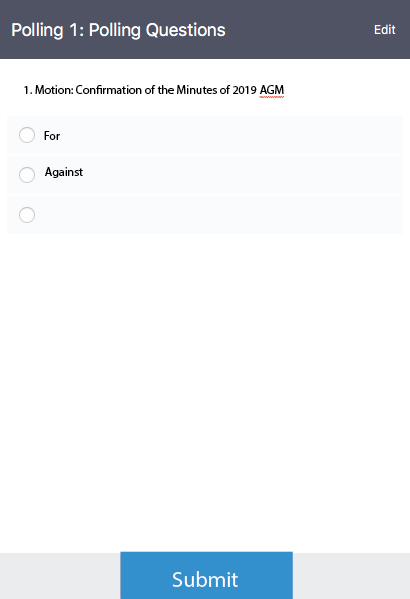 Polling 1: Polling Questions
Edit
1. Motion: Confirmation of the Minutes of 2019 AGM
For
Against
Submit